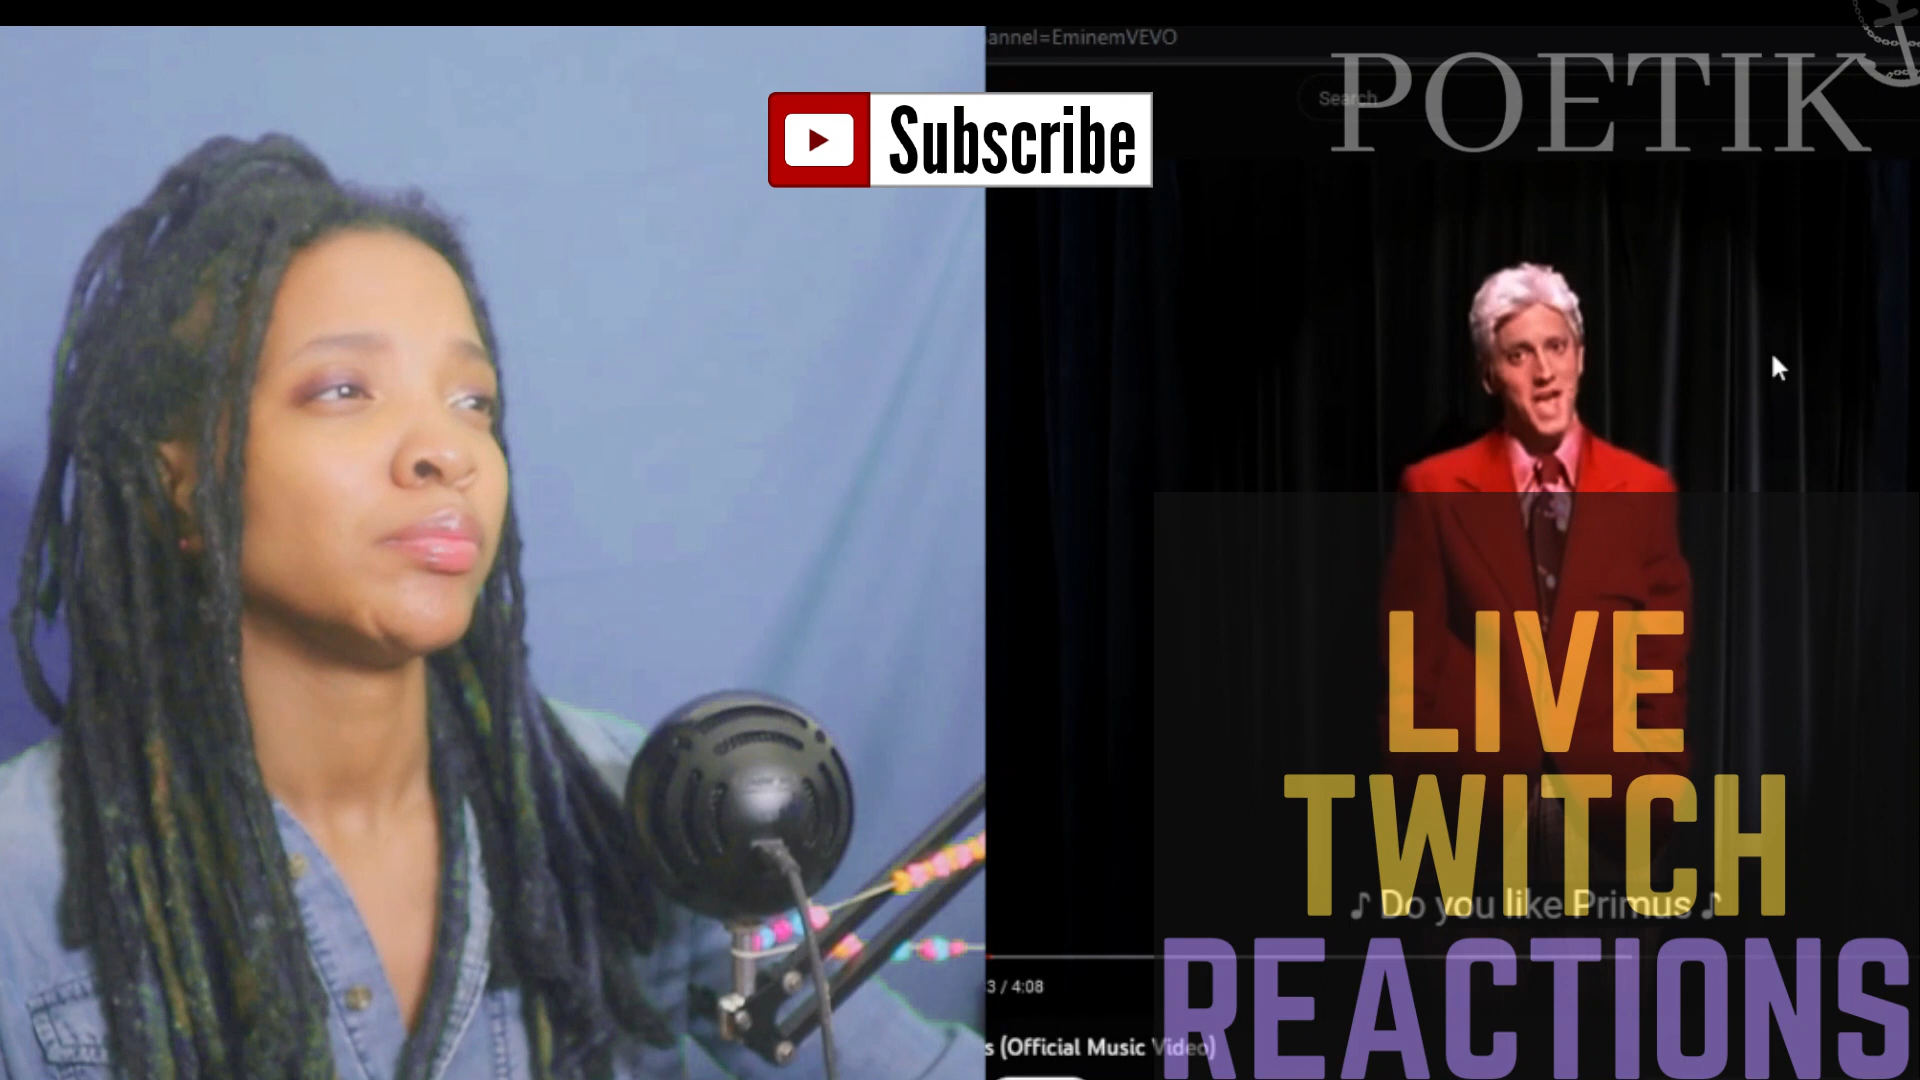 annel=EminemVEVO
POETIK
Search
Subscribe
LIVE
TWITCH
♪ Do you like Primus ♪
REACTIONS
3 / 4:08
s (Official Music Video)